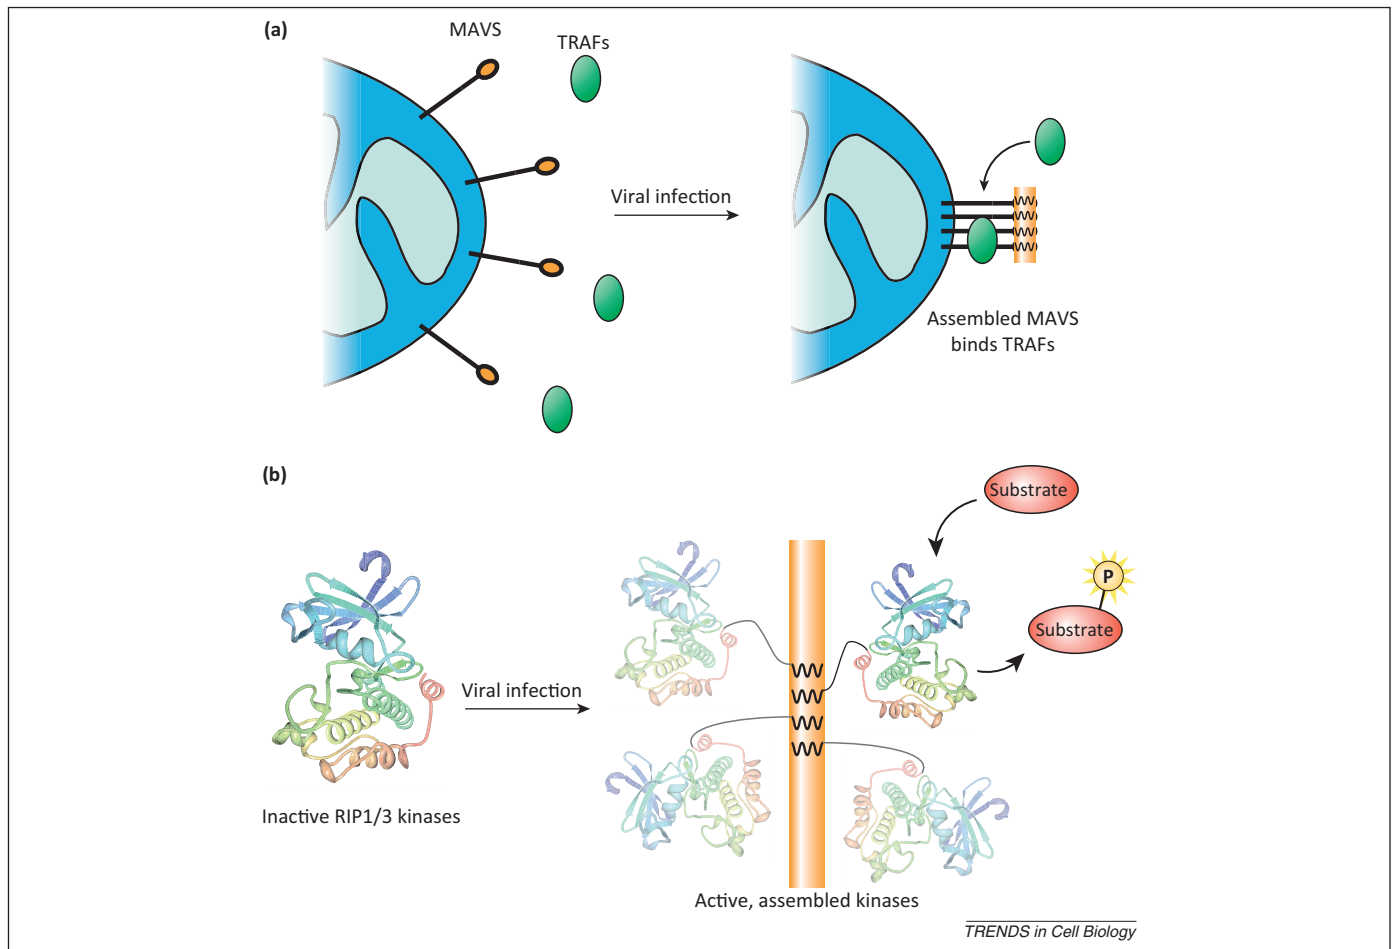 (a)
MAVS
TRAFs
Viral infection
Assembled MAVS
binds TRAFs
(b)
Substrate
P
Substrate
Viral infection
Inactive RIP1/3 kinases
Active, assembled kinases
TRENDS in Cell Biology